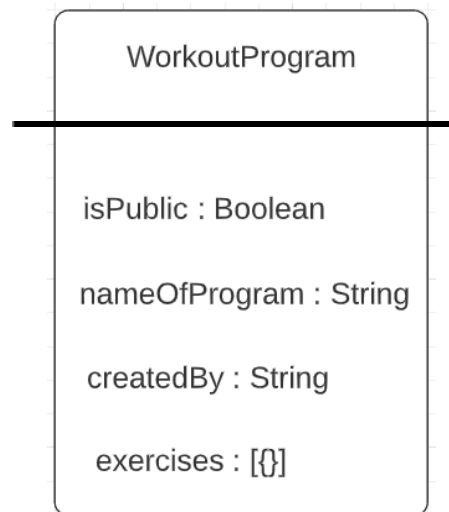 WorkoutProgram
isPublic : Boolean
nameOfProgram : String
createdBy : String
exercises : [{}]